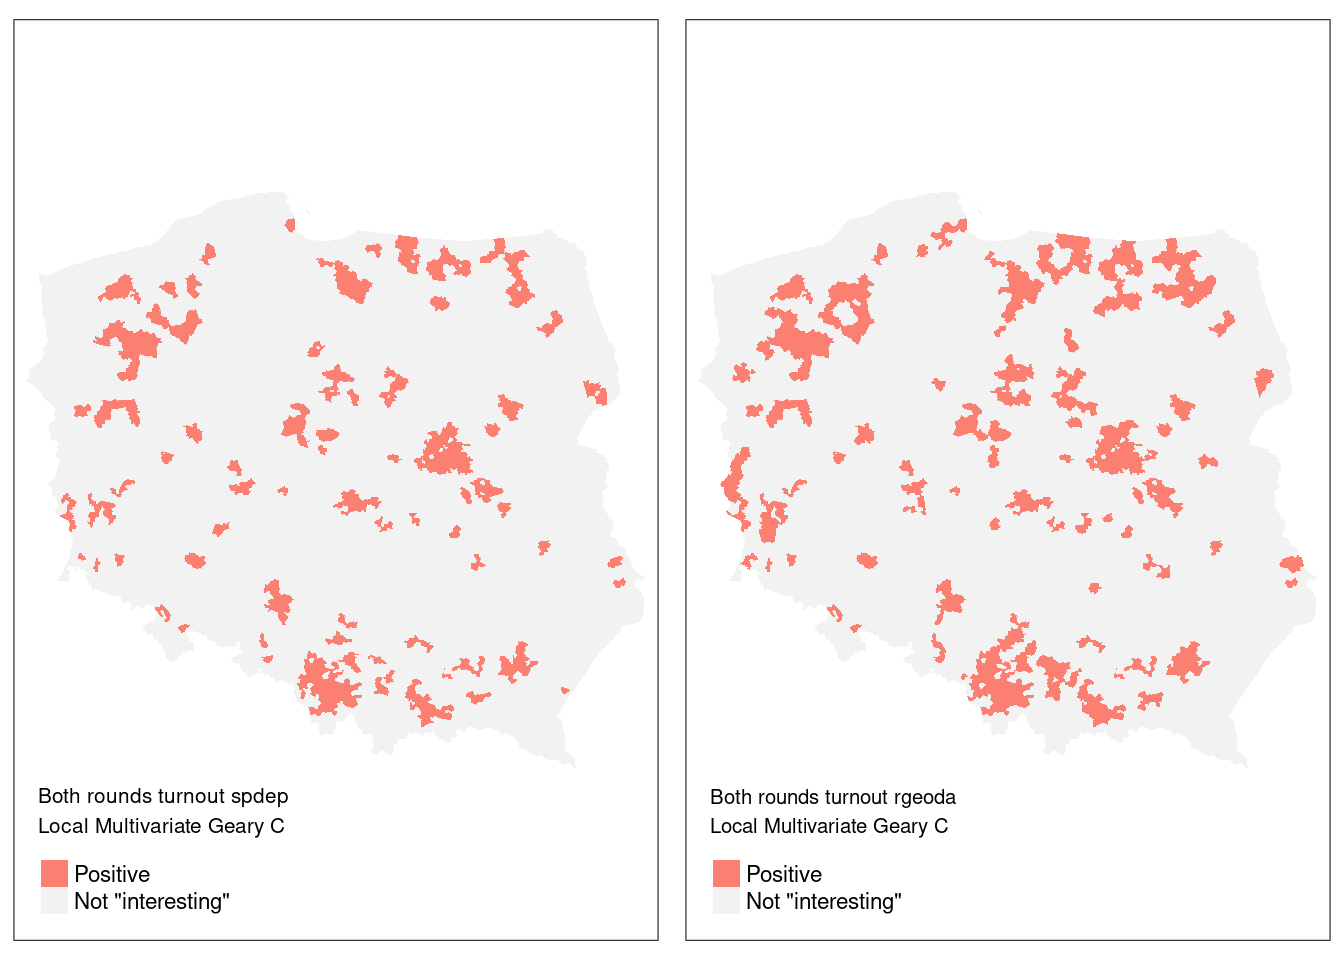 Both rounds turnout spdep
Local Multivariate Geary C
Positive
Not "interesting"
Both rounds turnout rgeoda
Local Multivariate Geary C
Positive
Not "interesting"